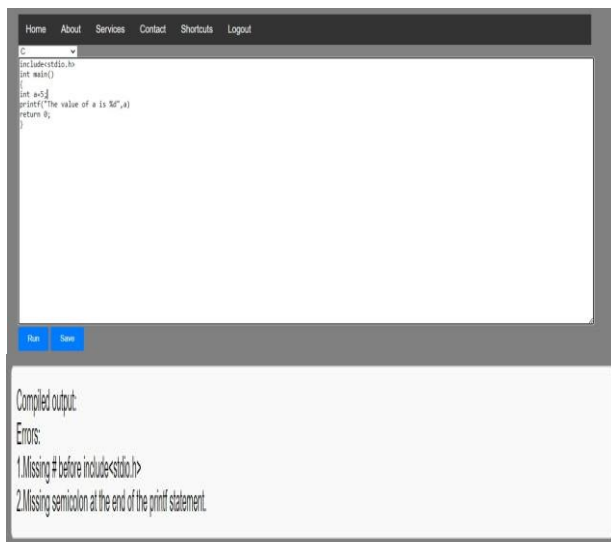 Home About Services Contact Shortcuts Logout
C
include<stdio.h>
int main()
{
int a=5;
printf("The value of a is %d",a)
return 0;
}
Run Save
Compiled output:
Errors:
1.Missing # before include<stdio.h>
2.Missing semicolon at the end of the printf statement.